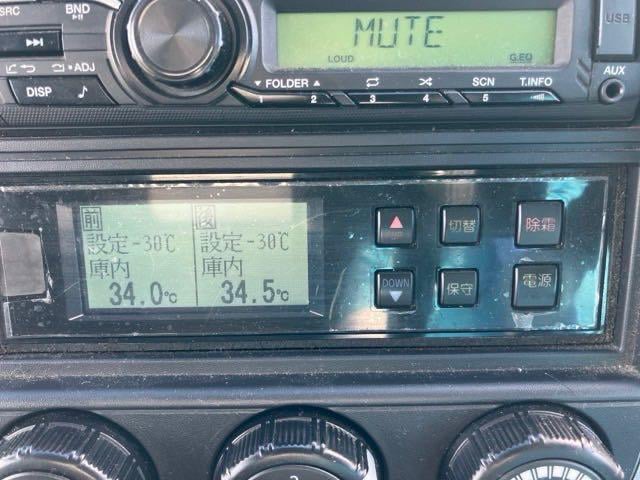 SRC
BND
MUTE
LOUD
G.EQ
USB
ADJ
DISP
FOLDER
SCN
T.INFO
AUX
1
2
3
4
5
前
後
設定-30℃
設定-30℃
庫内
庫内
34.0℃
34.5℃
切替
除霜
DOWN
保守
電源